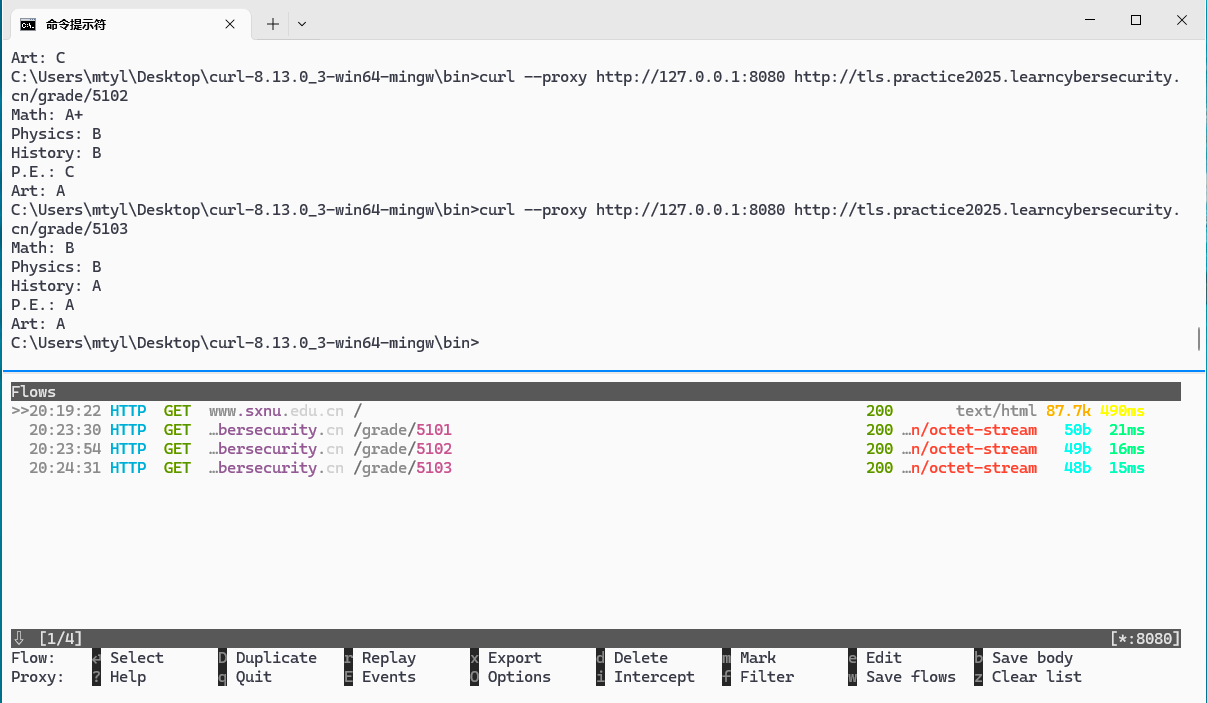 命令提示符
Art: C
C:\Users\mtyl\Desktop\curl-8.13.0_3-win64-mingw\bin>curl --proxy http://127.0.0.1:8080 http://tls.practice2025.learncybersecurity.
cn/grade/5102
Math: A+
Physics: B
History: B
P.E.: C
Art: A
C:\Users\mtyl\Desktop\curl-8.13.0_3-win64-mingw\bin>curl --proxy http://127.0.0.1:8080 http://tls.practice2025.learncybersecurity.
cn/grade/5103
Math: B
Physics: B
History: A
P.E.: A
Art: A
C:\Users\mtyl\Desktop\curl-8.13.0_3-win64-mingw\bin>
Flows
>>20:19:22 HTTP GET www.sxnu.edu.cn / 200 text/html 87.7k 490ms
20:23:30 HTTP GET …bersecurity.cn /grade/5101 200 …n/octet-stream 50b 21ms
20:23:54 HTTP GET …bersecurity.cn /grade/5102 200 …n/octet-stream 49b 16ms
20:24:31 HTTP GET …bersecurity.cn /grade/5103 200 …n/octet-stream 48b 15ms
⇩ [1/4] [*:8080]
Flow: ↵ Select D Duplicate r Replay x Export d Delete m Mark e Edit b Save body
Proxy: ? Help q Quit E Events O Options i Intercept f Filter w Save flows z Clear list